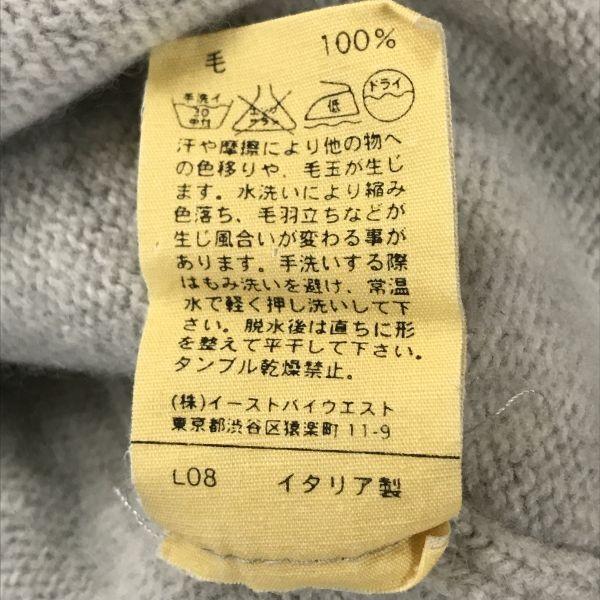 毛 100%
手洗イ 30 中性 エンソ サラシ 低 ドライ
汗や摩擦により他の物へ
の色移りや、毛玉が生じ
ます。水洗いにより縮み
色落ち、毛羽立ちなどが
生じ風合いが変わる事が
あります。手洗いする際
はもみ洗いを避け、常温
水で軽く押し洗いして下
さい。脱水後は直ちに形
を整えて平干して下さい。
タンブル乾燥禁止。
(株)イーストバイウエスト
東京都渋谷区猿楽町 11-9
L08 イタリア製